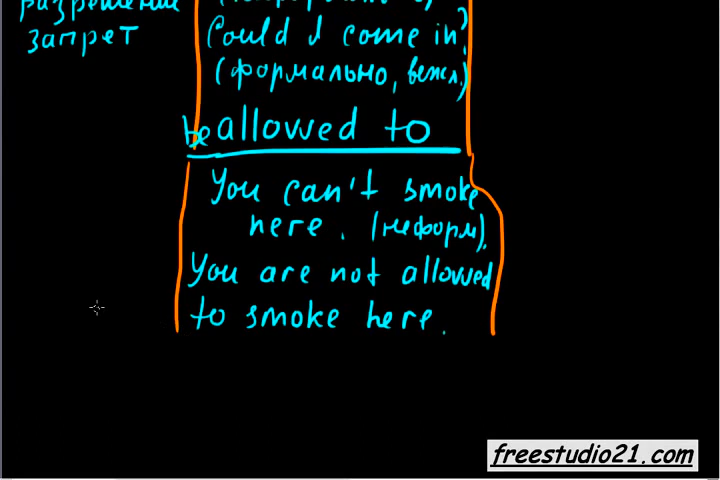 разрешение
запрет
Could I come in?
(формально, вежл.)
be allowed to
You can't smoke
here. (неформ).
You are not allowed
to smoke here.
freestudio21.com